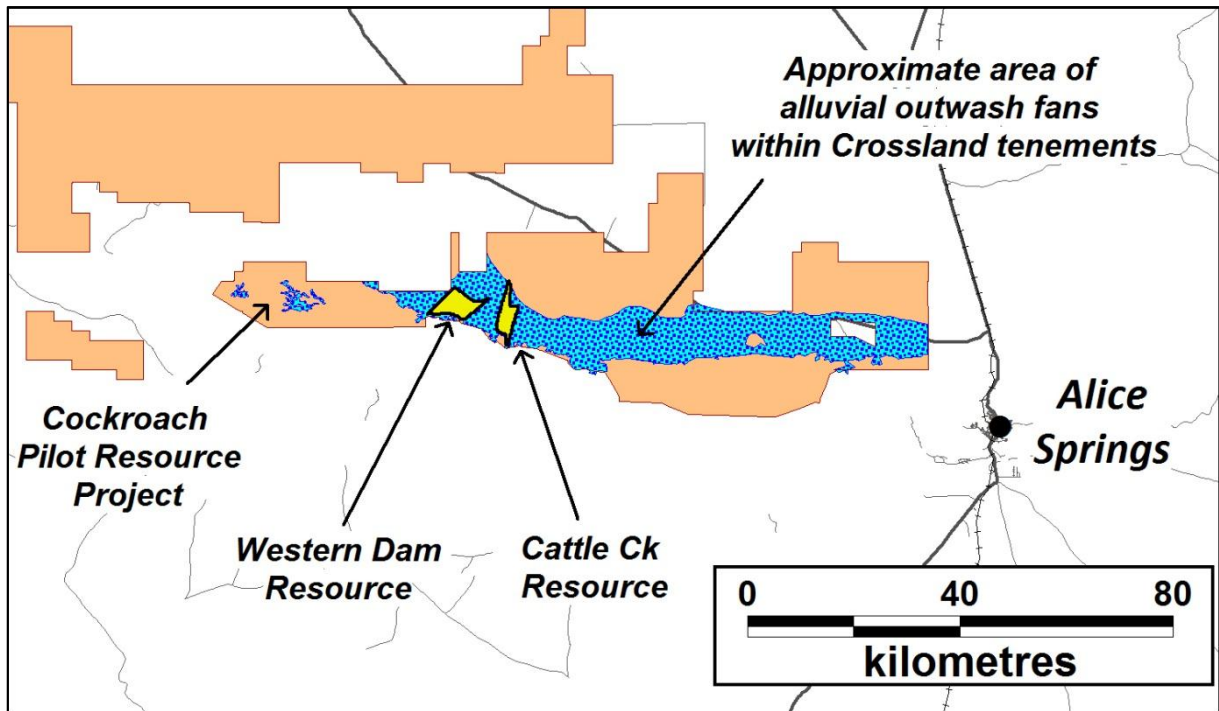 Approximate area of
alluvial outwash fans
within Crossland tenements
Cockroach
Pilot Resource
Project
Western Dam
Resource
Cattle Ck
Resource
Alice
Springs
0 40 80
kilometres